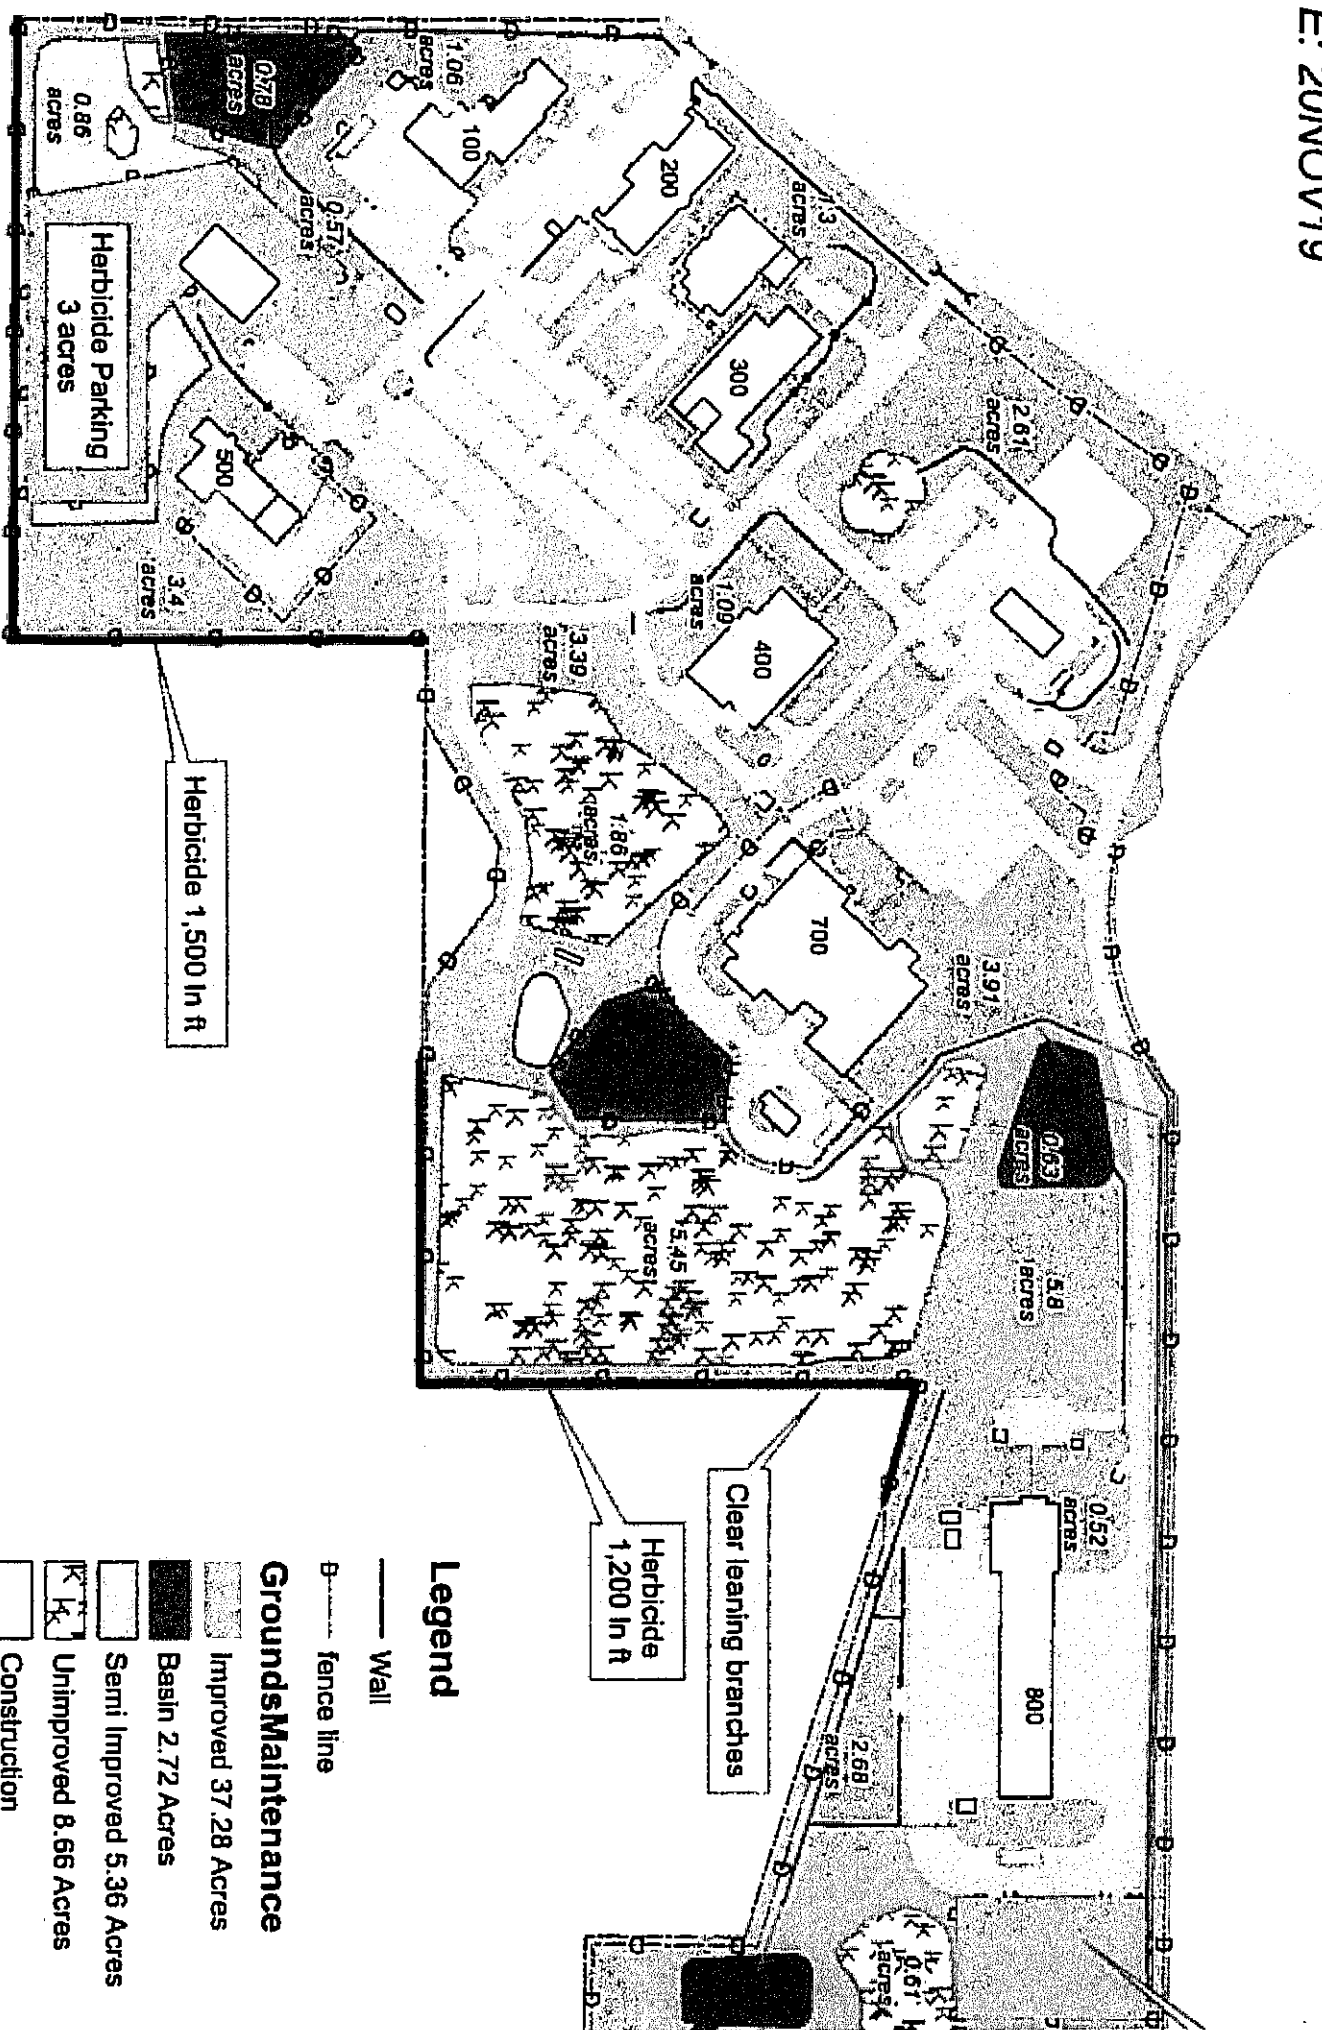 E: 20NOV19
1.06
acres
0.78
acres
0.86
acres
K
100
200
1.3
acres
0.57
acres
300
Herbicide Parking
3 acres
500
3.4
acres
2.61
acres
1.09
acres
400
3.39
acres
1.86
acres
700
3.91
acres
Herbicide 1,500 ln ft
0.63
acres
5.8
acres
5.45
acres
0.52
acres
800
Clear leaning branches
Herbicide
1,200 ln ft
2.68
acres
0.61
acres
Legend
Wall
fence line
GroundsMaintenance
Improved 37.28 Acres
Basin 2.72 Acres
Semi Improved 5.36 Acres
Unimproved 8.66 Acres
Construction